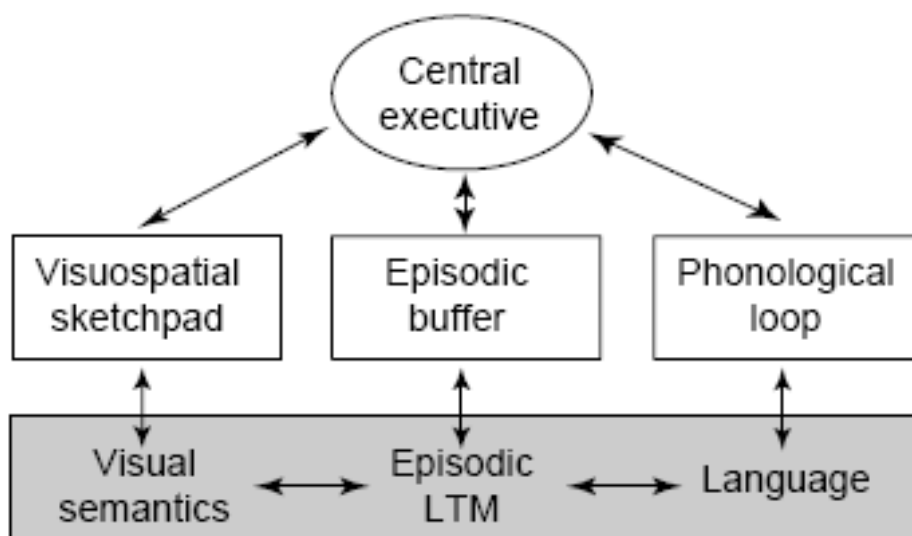 Central
executive
Visuospatial
sketchpad
Episodic
buffer
Phonological
loop
Visual
semantics
Episodic
LTM
Language